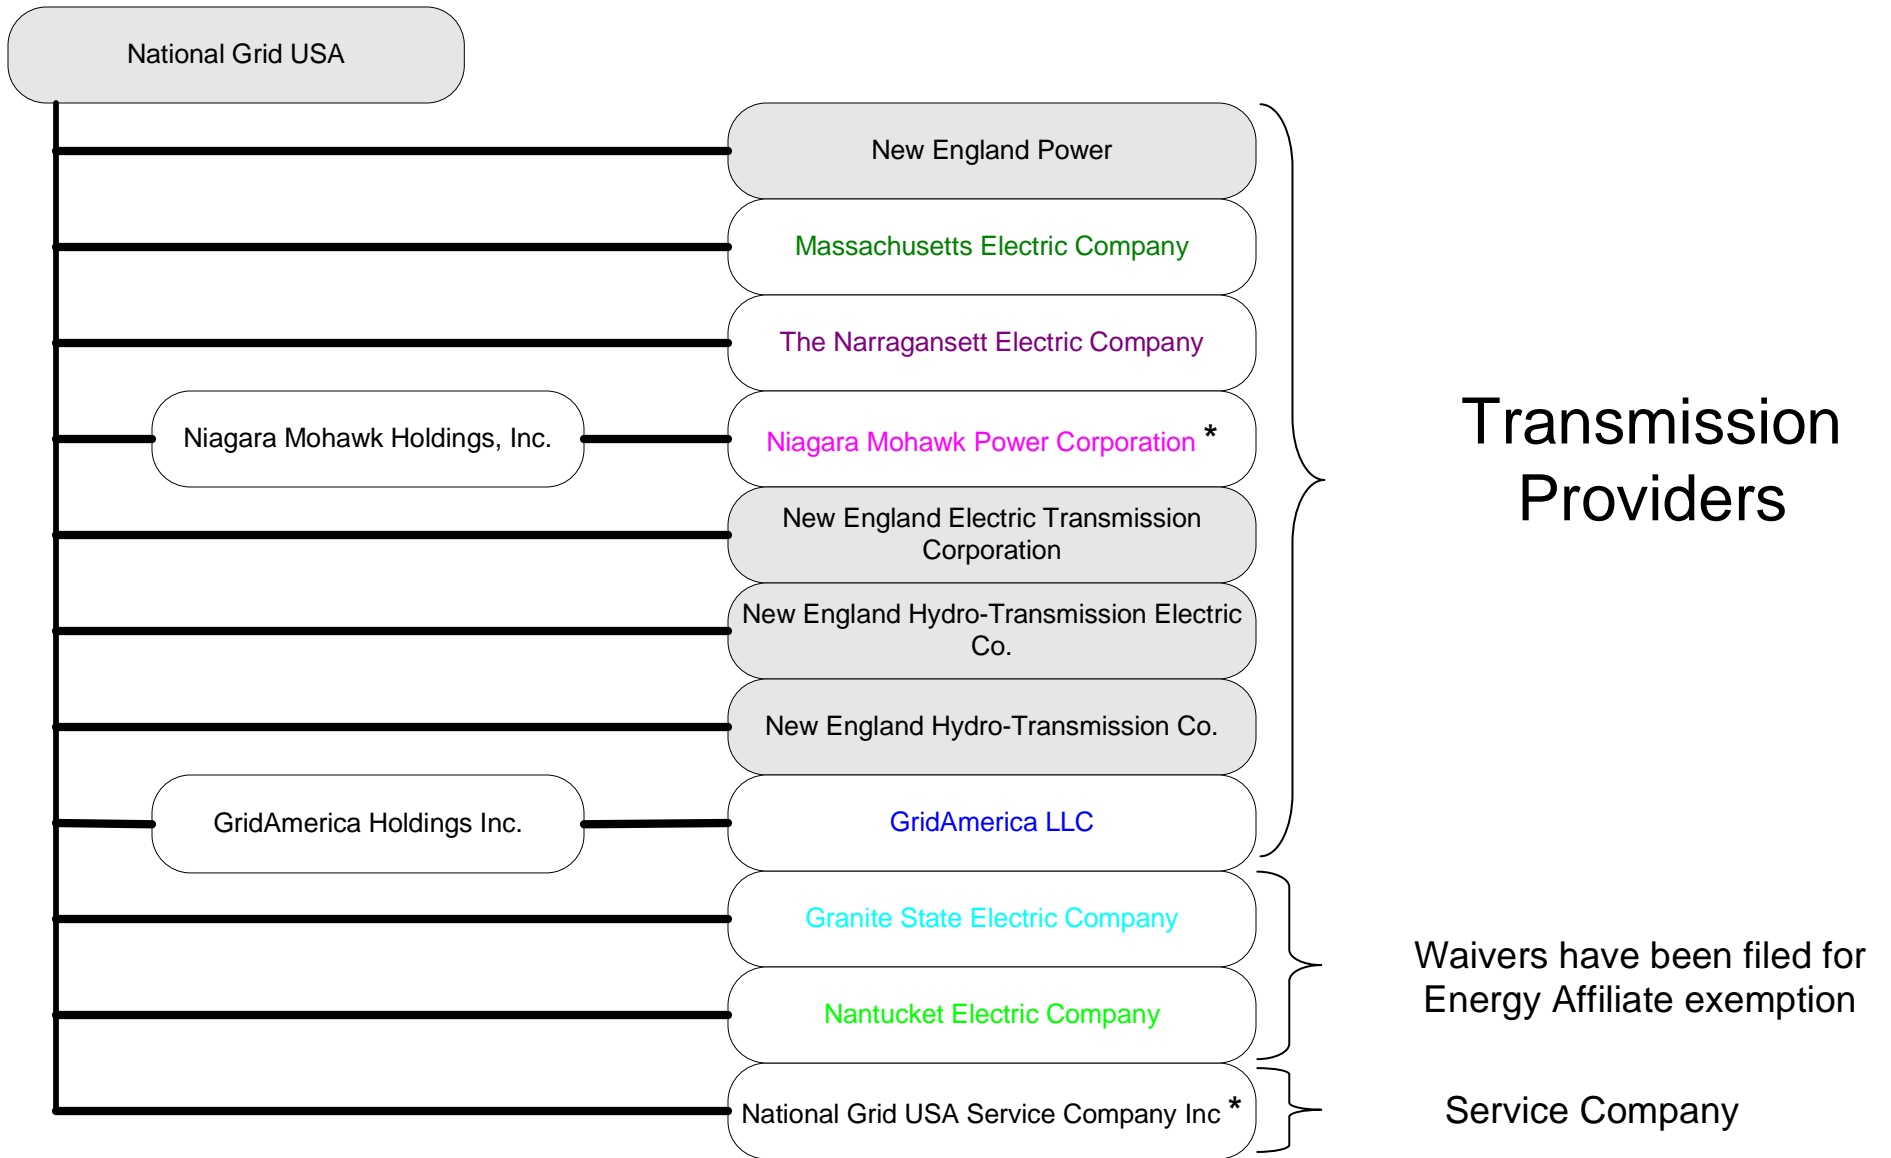 National Grid USA
New England Power
Massachusetts Electric Company
The Narragansett Electric Company
Niagara Mohawk Holdings, Inc.
Niagara Mohawk Power Corporation *
New England Electric Transmission
Corporation
New England Hydro-Transmission Electric
Co.
New England Hydro-Transmission Co.
GridAmerica Holdings Inc.
GridAmerica LLC
Transmission
Providers
Granite State Electric Company
Nantucket Electric Company
Waivers have been filed for
Energy Affiliate exemption
National Grid USA Service Company Inc *
Service Company